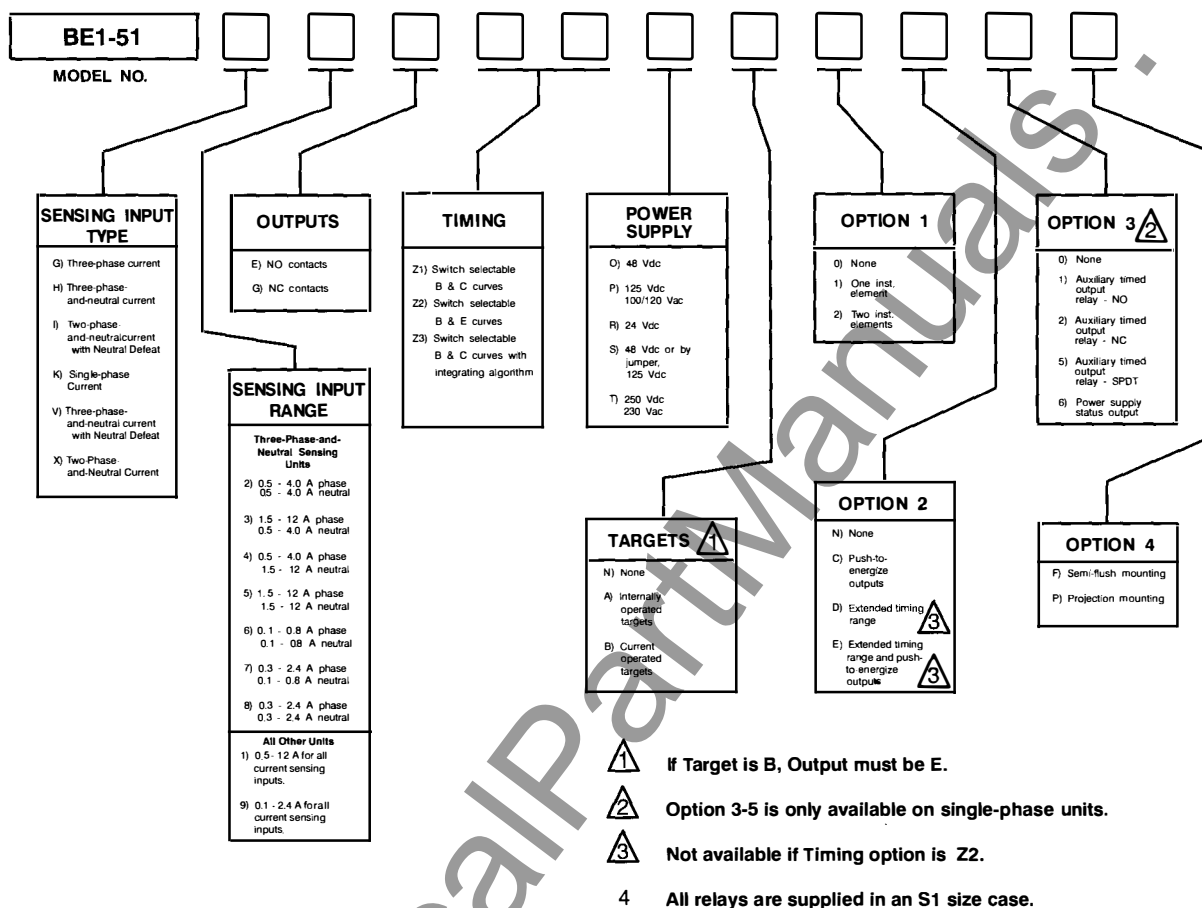 BE1-51
MODEL NO.
SENSING INPUT
TYPE
G) Three-phase current
H) Three-phase-
and-neutral current
I) Two-phase-
and-neutralcurrent
with Neutral Defeat
K) Single-phase
Current
V) Three-phase-
and-neutral current
with Neutral Defeat
X) Two-Phase-
and-Neutral Current
OUTPUTS
E) NO contacts
G) NC contacts
SENSING INPUT
RANGE
Three-Phase-and-
Neutral Sensing
Units
2) 0.5 - 4.0 A phase
05 - 4.0 A neutral
3) 1.5 - 12 A phase
0.5 - 4.0 A neutral
4) 0.5 - 4.0 A phase
1.5 - 12 A neutral
5) 1.5 - 12 A phase
1.5 - 12 A neutral
6) 0.1 - 0.8 A phase
0.1 - 08 A neutral
7) 0.3 - 2.4 A phase
0.1 - 0.8 A neutral
8) 0.3 - 2.4 A phase
0.3 - 2.4 A neutral
All Other Units
1) 0.5-12 A for all
current sensing
inputs.
9) 0.1 - 2.4 A for all
current sensing
inputs.
TIMING
Z1) Switch selectable
B & C curves
Z2) Switch selectable
B & E curves
Z3) Switch selectable
B & C curves with
integrating algorithm
POWER
SUPPLY
O) 48 Vdc
P) 125 Vdc
100/120 Vac
R) 24 Vdc
S) 48 Vdc or by
jumper,
125 Vdc
T) 250 Vdc
230 Vac
TARGETS 1
N) None
A) Internally
operated
targets
B) Current
operated
targets
OPTION 1
0) None
1) One inst.
element
2) Two inst.
elements
OPTION 2
N) None
C) Push-to-
energize
outputs
D) Extended timing
range 3
E) Extended timing
range and push-
to-energize
outputs 3
OPTION 3 2
0) None
1) Auxiliary timed
output
relay - NO
2) Auxiliary timed
output
relay - NC
5) Auxiliary timed
output
relay - SPDT
6) Power supply
status output
OPTION 4
F) Semi-flush mounting
P) Projection mounting
1 If Target is B, Output must be E.
2 Option 3-5 is only available on single-phase units.
3 Not available if Timing option is Z2.
4 All relays are supplied in an S1 size case.
alPartManuals .